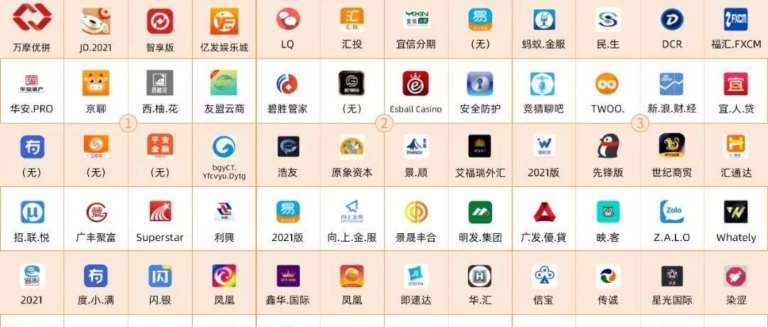 万摩优拼 JD.2021 智享版 亿发娱乐城 LQ 汇投 宜信分期 (无) 蚂蚁.金服 民.生 DCR 福汇.FXCM
华安.PRO 京聊 西.柚.花 友盟云商 碧胜管家 (无) Esball Casino 安全防护 竞猜聊吧 TWOO. 新.浪.财.经 宜.人.贷
① ② ③
(无) (无) (无) bgyCT. 浩友 原象资本 景.顺 艾福瑞外汇 2021版 先锋版 世纪商贸 汇通达
Yfcvyu.Dytg
招.联.悦 广丰聚富 Superstar 利興 2021版 向.上.金.服 景晟丰合 明发.集团 广发.優.貸 映.客 Z.A.L.O Whately
2021 度.小.满 闪.银 凤凰 鑫华.国际 凤凰 即速达 华.汇 信宝 传诚 星光国际 染涩